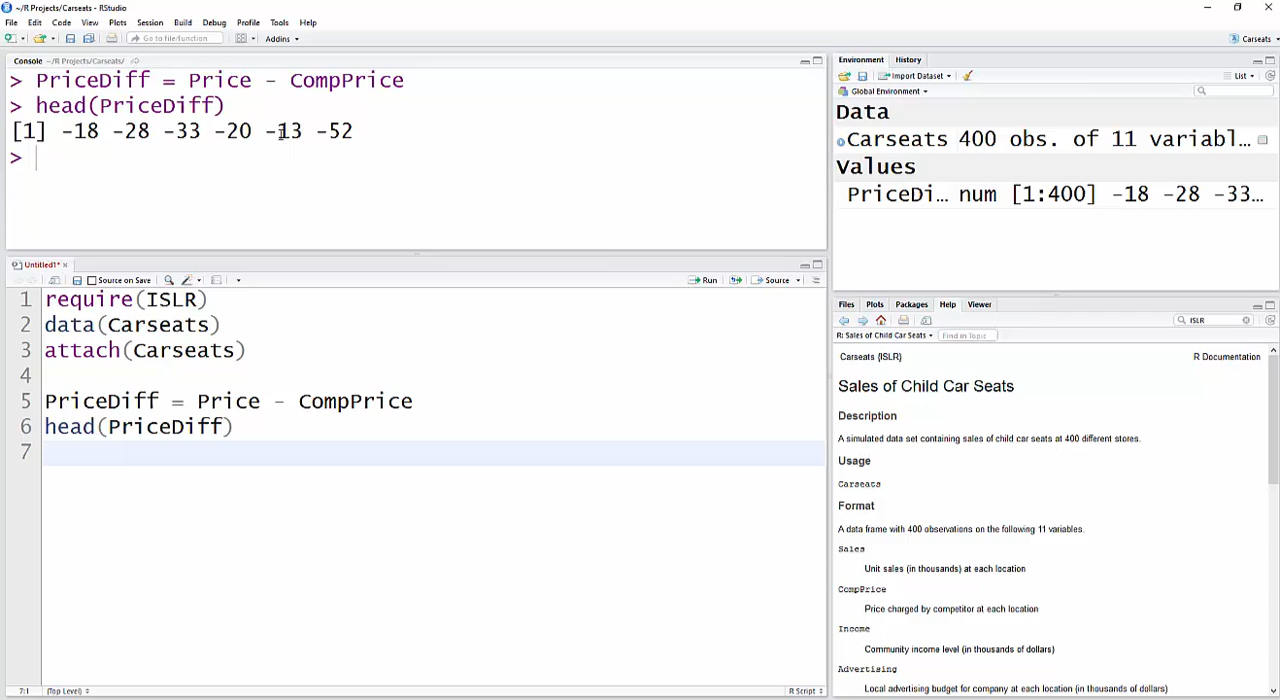 ~/R Projects/Carseats - RStudio
File Edit Code View Plots Session Build Debug Profile Tools Help
Go to file/function Addins Carseats
Console ~/R Projects/Carseats/
> PriceDiff = Price - CompPrice
> head(PriceDiff)
[1] -18 -28 -33 -20 -13 -52
>
Environment History
Import Dataset List
Global Environment
Data
Carseats 400 obs. of 11 variabl…
Values
PriceDi… num [1:400] -18 -28 -33…
Untitled1*
Source on Save Run Source
1 require(ISLR)
2 data(Carseats)
3 attach(Carseats)
4
5 PriceDiff = Price - CompPrice
6 head(PriceDiff)
7
7:1 (Top Level) R Script
Files Plots Packages Help Viewer
ISLR
R: Sales of Child Car Seats Find in Topic
Carseats {ISLR} R Documentation
Sales of Child Car Seats
Description
A simulated data set containing sales of child car seats at 400 different stores.
Usage
Carseats
Format
A data frame with 400 observations on the following 11 variables.
Sales
Unit sales (in thousands) at each location
CompPrice
Price charged by competitor at each location
Income
Community income level (in thousands of dollars)
Advertising
Local advertising budget for company at each location (in thousands of dollars)